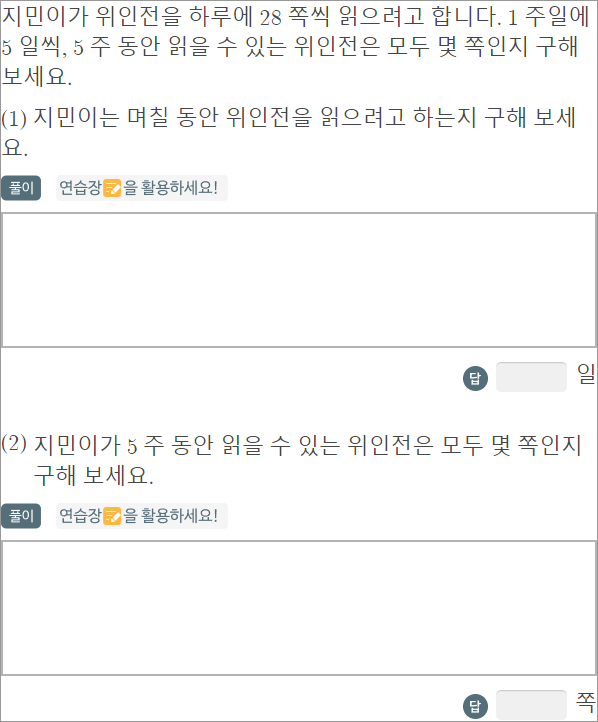 지민이가 위인전을 하루에 28 쪽씩 읽으려고 합니다. 1 주일에
5 일씩, 5 주 동안 읽을 수 있는 위인전은 모두 몇 쪽인지 구해
보세요.
(1) 지민이는 며칠 동안 위인전을 읽으려고 하는지 구해 보세
요.
풀이 연습장을 활용하세요!
답 일
(2) 지민이가 5 주 동안 읽을 수 있는 위인전은 모두 몇 쪽인지
구해 보세요.
풀이 연습장을 활용하세요!
답 쪽